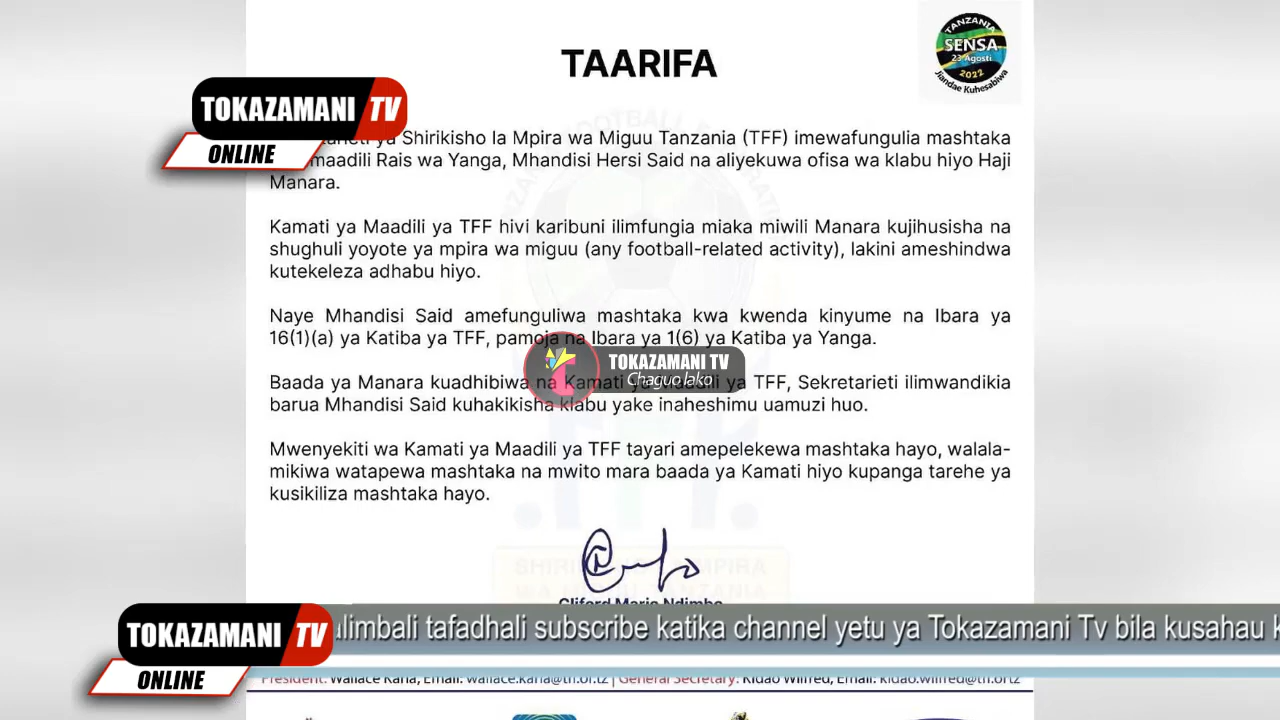 TAARIFA
TANZANIA
SENSA
23 Agosti
2022
Jiandae Kuhesabiwa
TOKAZAMANI TV
ONLINE
ya Shirikisho la Mpira wa Miguu Tanzania (TFF) imewafungulia mashtaka
maadili Rais wa Yanga, Mhandisi Hersi Said na aliyekuwa ofisa wa klabu hiyo Haji
Manara.
Kamati ya Maadili ya TFF hivi karibuni ilimfungia miaka miwili Manara kujihusisha na
shughuli yoyote ya mpira wa miguu (any football-related activity), lakini ameshindwa
kutekeleza adhabu hiyo.
Naye Mhandisi Said amefunguliwa mashtaka kwa kwenda kinyume na Ibara ya
16(1)(a) ya Katiba ya TFF, pamoja na Ibara ya 1(6) ya Katiba ya Yanga.
TOKAZAMANI TV
Chaguo lako
Baada ya Manara kuadhibiwa na Kamati ya Maadili ya TFF, Sekretarieti ilimwandikia
barua Mhandisi Said kuhakikisha klabu yake inaheshimu uamuzi huo.
Mwenyekiti wa Kamati ya Maadili ya TFF tayari amepelekewa mashtaka hayo, walala-
mikiwa watapewa mashtaka na mwito mara baada ya Kamati hiyo kupanga tarehe ya
kusikiliza mashtaka hayo.
Cliford Mario Ndimbo
TOKAZAMANI TV
ONLINE
alimbali tafadhali subscribe katika channel yetu ya Tokazamani Tv bila kusahau k
President: Wallace Karia, Email: wallace.karia@tff.or.tz | General Secretary: Kidao Wilfred, Email: kidao.wilfred@tff.or.tz